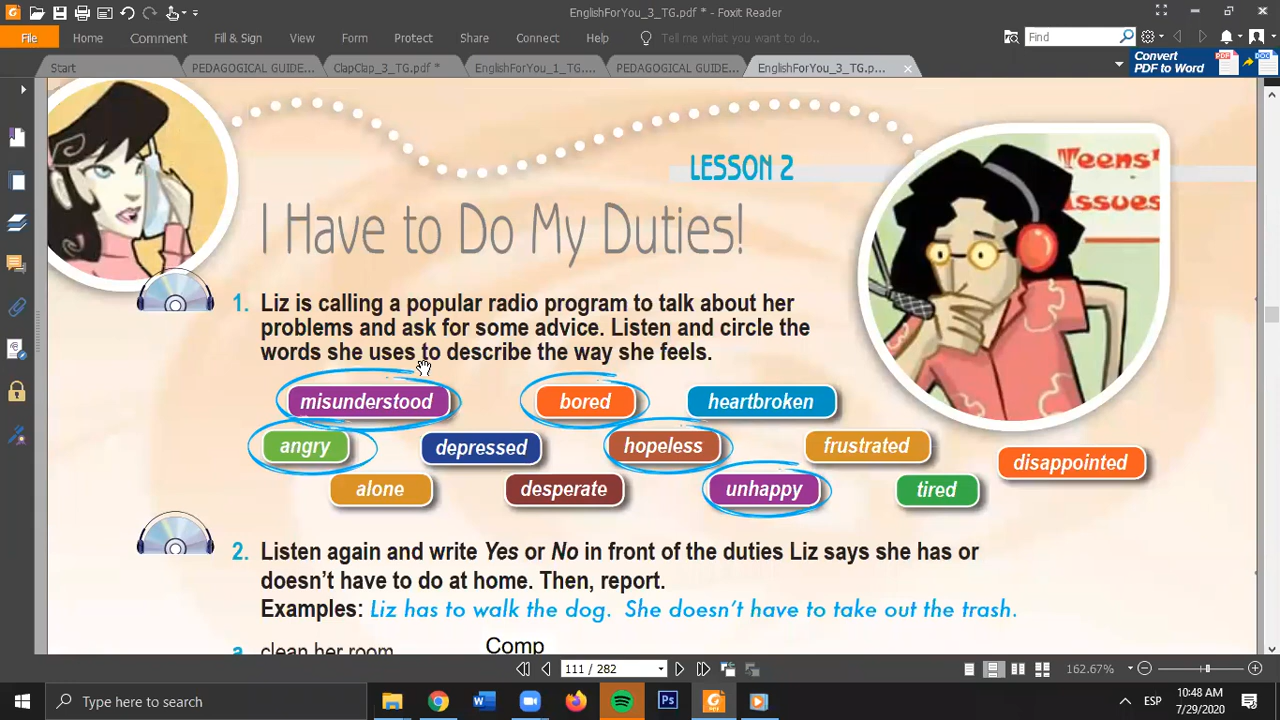 EnglishForYou_3_TG.pdf * - Foxit Reader
File Home Comment Fill & Sign View Form Protect Share Connect Help Tell me what you want to do.. Find
Start PEDAGOGICAL GUIDE... ClapClap_3_TG.pdf * EnglishForYou_1_TG.... PEDAGOGICAL GUIDE... EnglishForYou_3_TG.p...
Convert
PDF to Word
Teens'
Issues
LESSON 2
I Have to Do My Duties!
1. Liz is calling a popular radio program to talk about her
problems and ask for some advice. Listen and circle the
words she uses to describe the way she feels.
misunderstood bored heartbroken
angry depressed hopeless frustrated disappointed
alone desperate unhappy tired
2. Listen again and write Yes or No in front of the duties Liz says she has or
doesn't have to do at home. Then, report.
Examples: Liz has to walk the dog. She doesn't have to take out the trash.
a clean her room Comp
111 / 282 162.67%
Type here to search ESP 10:48 AM
7/29/2020